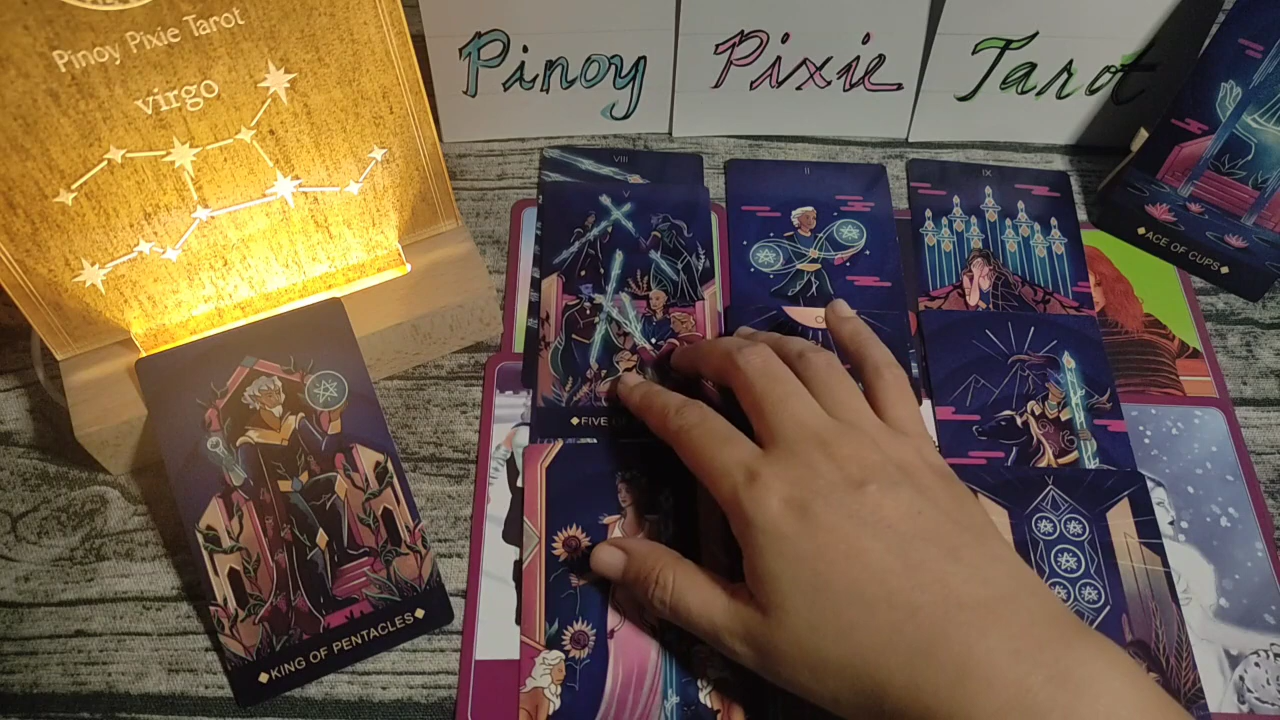 Pinoy Pixie Tarot
virgo
Pinoy Pixie Tarot
VIII
V
FIVE
II
IX
V
ACE OF CUPS
KING OF PENTACLES